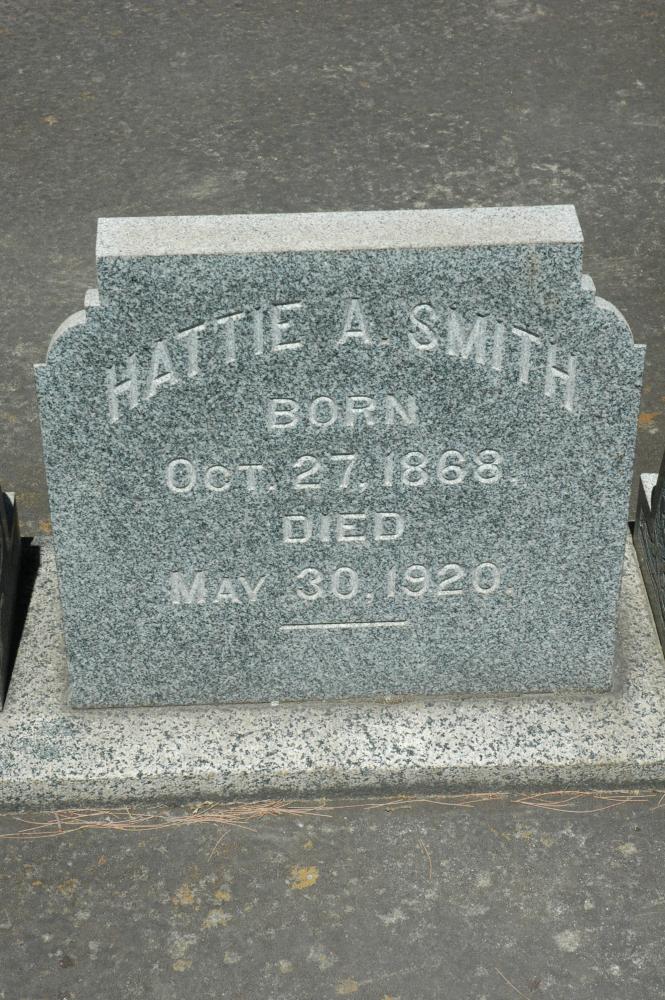 HATTIE A. SMITH
BORN
OCT. 27, 1868.
DIED
MAY 30, 1920.